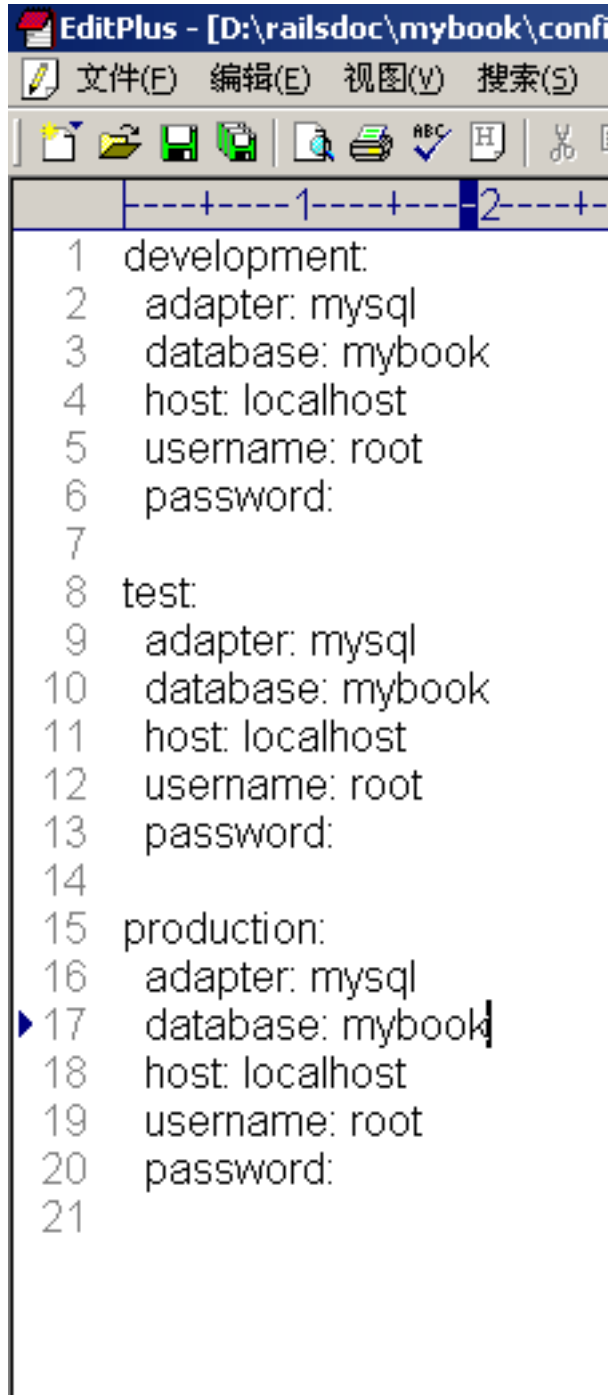 EditPlus - [D:\railsdoc\mybook\confi
文件(F) 编辑(E) 视图(V) 搜索(S)
ABC H
----+----1----+----2----+-
1 development:
2   adapter: mysql
3   database: mybook
4   host: localhost
5   username: root
6   password:
7
8 test:
9   adapter: mysql
10   database: mybook
11   host: localhost
12   username: root
13   password:
14
15 production:
16   adapter: mysql
17   database: mybook
18   host: localhost
19   username: root
20   password:
21